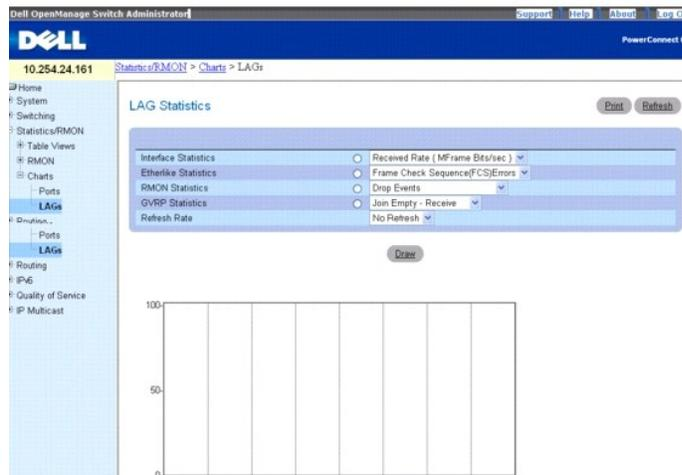 Dell OpenManage Switch Administrator
Support Help About Log O
DELL
PowerConnect
10.254.24.161
Statistics/RMON > Charts > LAGs
Home
System
Switching
Statistics/RMON
Table Views
RMON
Charts
Ports
LAGs
Ports
LAGs
Routing
IPv6
Quality of Service
IP Multicast
LAG Statistics
Print Refresh
Interface Statistics Received Rate ( MFrame Bits/sec )
Etherlike Statistics Frame Check Sequence(FCS)Errors
RMON Statistics Drop Events
GVRP Statistics Join Empty - Receive
Refresh Rate No Refresh
Draw
100
50
0